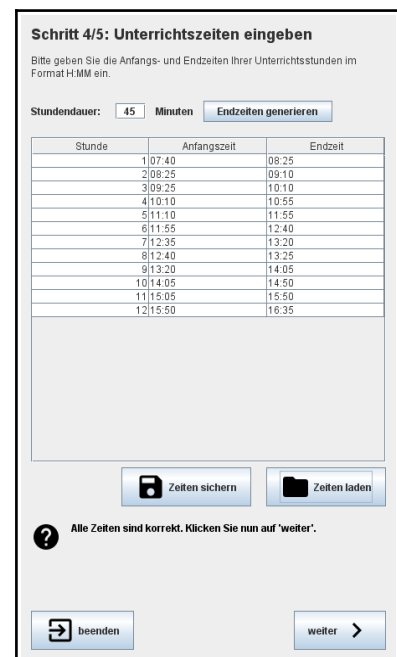 Schritt 4/5: Unterrichtszeiten eingeben
Bitte geben Sie die Anfangs- und Endzeiten Ihrer Unterrichtsstunden im
Format H:MM ein.
Stundendauer: 45 Minuten Endzeiten generieren
Stunde Anfangszeit Endzeit
1 07:40 08:25
2 08:25 09:10
3 09:25 10:10
4 10:10 10:55
5 11:10 11:55
6 11:55 12:40
7 12:35 13:20
8 12:40 13:25
9 13:20 14:05
10 14:05 14:50
11 15:05 15:50
12 15:50 16:35
Zeiten sichern Zeiten laden
Alle Zeiten sind korrekt. Klicken Sie nun auf 'weiter'.
beenden weiter